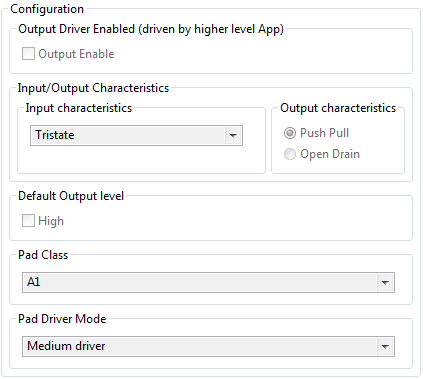 Configuration
Output Driver Enabled (driven by higher level App)
Output Enable
Input/Output Characteristics
Input characteristics
Tristate
Output characteristics
Push Pull
Open Drain
Default Output level
High
Pad Class
A1
Pad Driver Mode
Medium driver